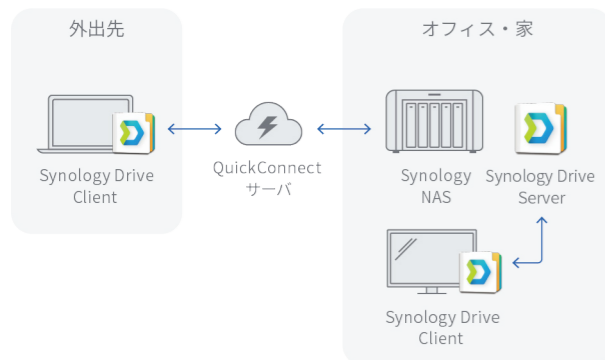 外出先
オフィス・家
Synology Drive
Client
QuickConnect
サーバ
Synology
NAS
Synology Drive
Server
Synology Drive
Client